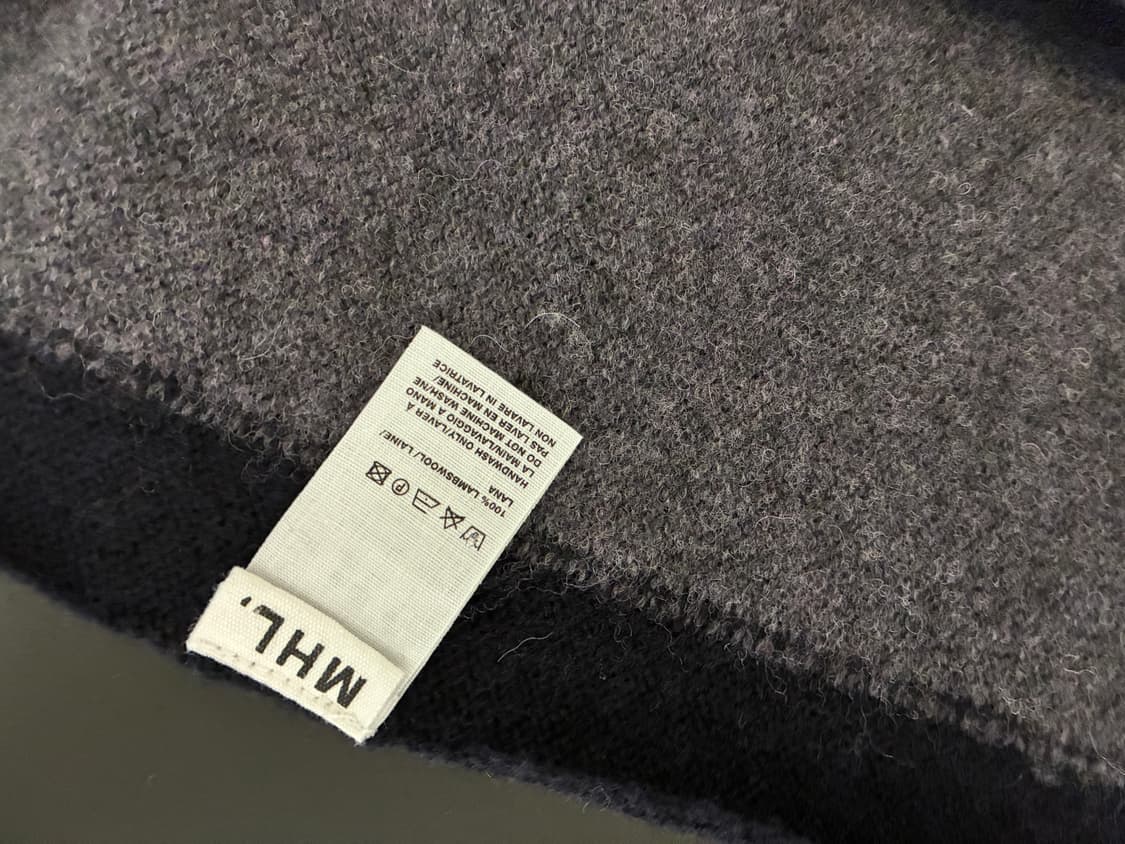 MHL.
P
100% LAMBSWOOL/LAINE/
LANA
HANDWASH ONLY/LAVER À
LA MAIN/LAVAGGIO A MANO
DO NOT MACHINE WASH/NE
PAS LAVER EN MACHINE/
NON LAVARE IN LAVATRICE